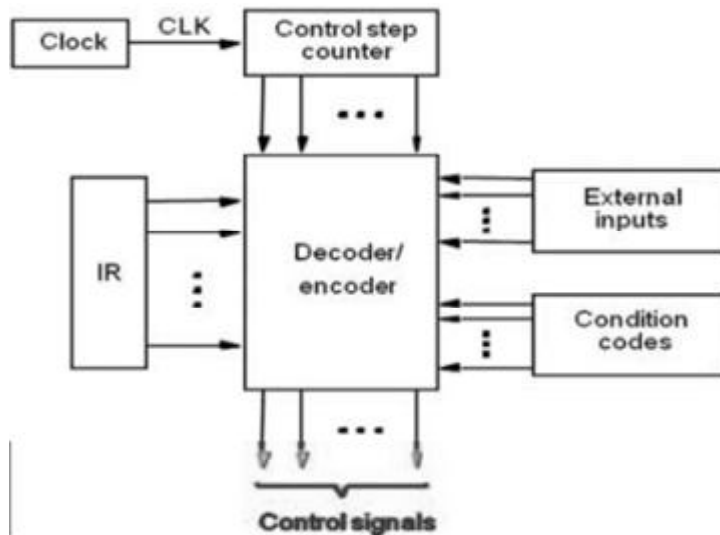 Clock
CLK
Control step
counter
IR
Decoder/
encoder
External
inputs
Condition
codes
Control signals